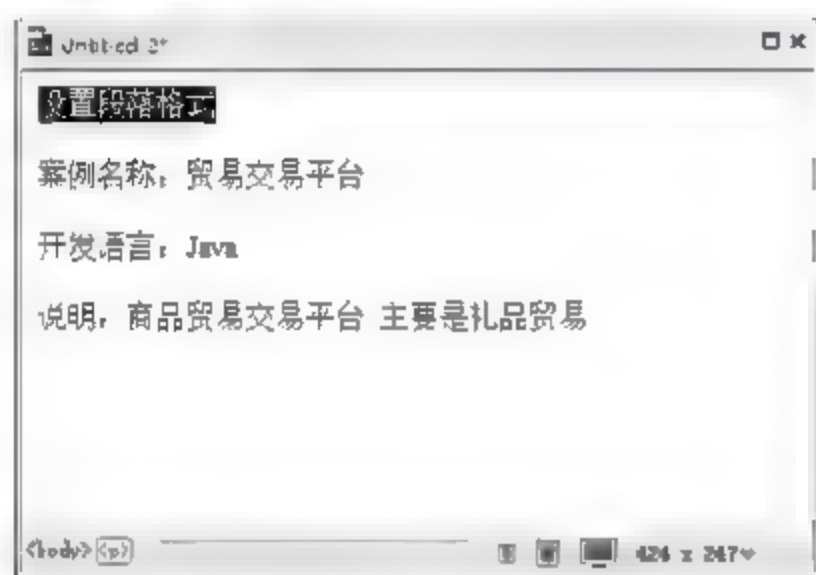 Untitled-2*
设置段落格式
案例名称：贸易交易平台
开发语言：Java
说明：商品贸易交易平台 主要是礼品贸易
<body> <p> 424 x 247